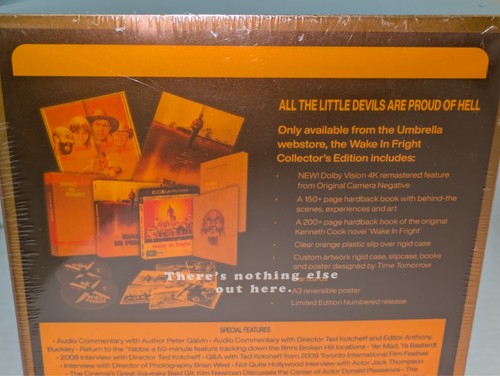 ALL THE LITTLE DEVILS ARE PROUD OF HELL
Only available from the Umbrella
webstore, the Wake In Fright
Collector's Edition includes:
NEW! Dolby Vision 4K remastered feature
from Original Camera Negative
A 150+ page hardback book with behind-the
scenes, experiences and art
A 200+ page hardback book of the original
Kenneth Cook novel 'Wake In Fright'
Clear orange plastic slip over rigid case
Custom artwork rigid case, slipcase, books
and poster designed by Time Tomorrow
A3 reversible poster
Limited Edition Numbered release
There's nothing else
out here.
SPECIAL FEATURES
• Audio Commentary with Author Peter Galvin • Audio Commentary with Director Ted Kotcheff and Editor Anthony
Buckley • Return to the 'Yabba: a 50-minute feature tracking down the film's Broken Hill locations • Yer Mad, Ya Bastard!
• 2008 Interview with Director Ted Kotcheff • Q&A with Ted Kotcheff from 2009 Toronto International Film Festival
• Interview with Director of Photography Brian West • Not Quite Hollywood Interview with Actor Jack Thompson